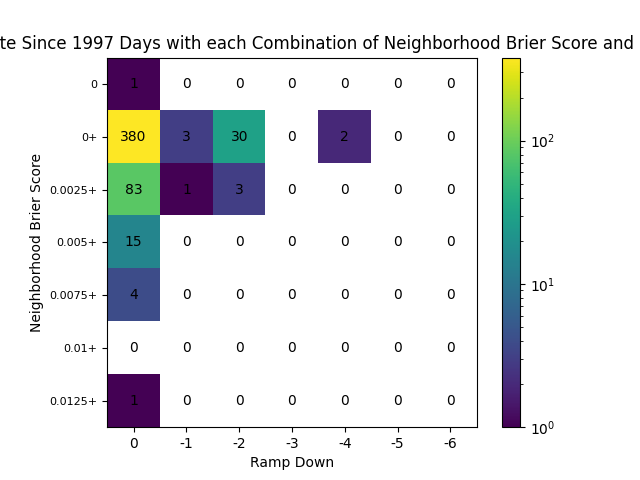 te Since 1997 Days with each Combination of Neighborhood Brier Score and
0 1 0 0 0 0 0 0
0+ 380 3 30 0 2 0 0
0.0025+ 83 1 3 0 0 0 0
0.005+ 15 0 0 0 0 0 0
0.0075+ 4 0 0 0 0 0 0
0.01+ 0 0 0 0 0 0 0
0.0125+ 1 0 0 0 0 0 0
0 -1 -2 -3 -4 -5 -6
Ramp Down
Neighborhood Brier Score
10²
10¹
10⁰